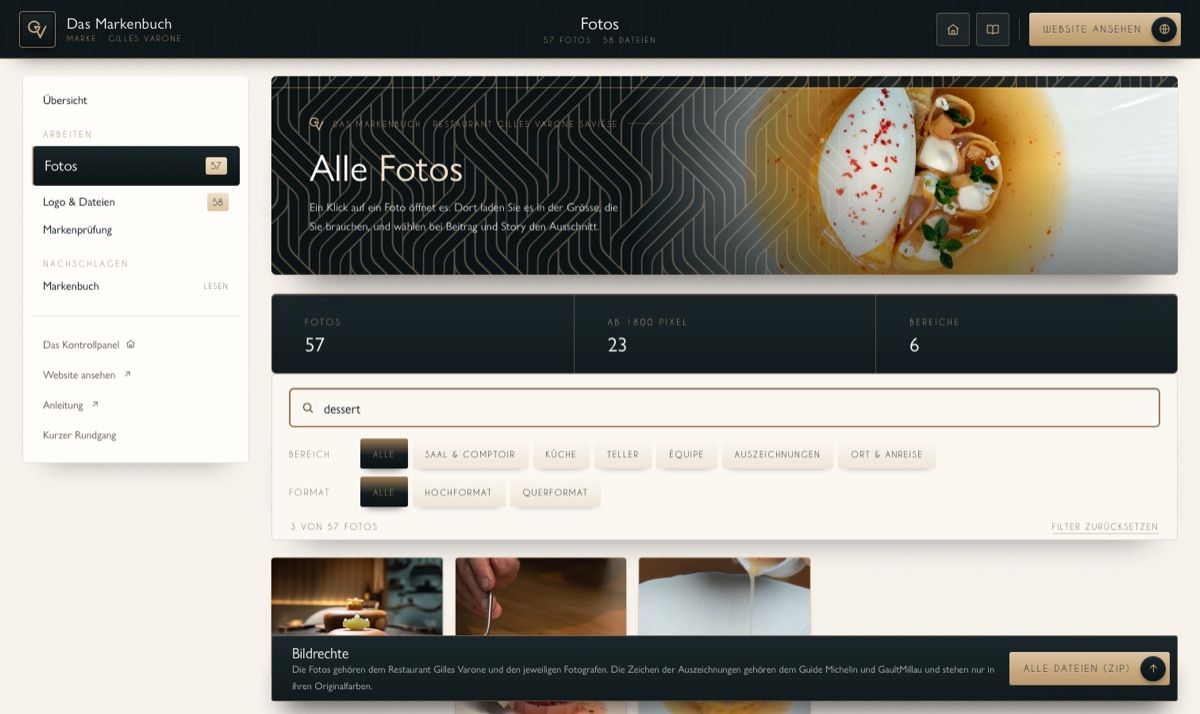 Das Markenbuch
MARKE · GILLES VARONE
Fotos
57 FOTOS · 58 DATEIEN
WEBSITE ANSEHEN
Übersicht
ARBEITEN
Fotos
57
Logo & Dateien
58
Markenprüfung
NACHSCHLAGEN
Markenbuch
LESEN
Das Kontrollpanel
Website ansehen
Anleitung
Kurzer Rundgang
DAS MARKENBUCH · RESTAURANT GILLES VARONE SAVIÈSE
Alle Fotos
Ein Klick auf ein Foto öffnet es. Dort laden Sie es in der Grösse, die
Sie brauchen, und wählen bei Beitrag und Story den Ausschnitt.
FOTOS
57
AB 1800 PIXEL
23
BEREICHE
6
dessert
BEREICH
ALLE
SAAL & COMPTOIR
KÜCHE
TELLER
ÉQUIPE
AUSZEICHNUNGEN
ORT & ANREISE
FORMAT
ALLE
HOCHFORMAT
QUERFORMAT
3 VON 57 FOTOS
FILTER ZURÜCKSETZEN
Bildrechte
Die Fotos gehören dem Restaurant Gilles Varone und den jeweiligen Fotografen. Die Zeichen der Auszeichnungen gehören dem Guide Michelin und GaultMillau und stehen nur in
ihren Originalfarben.
ALLE DATEIEN (ZIP)